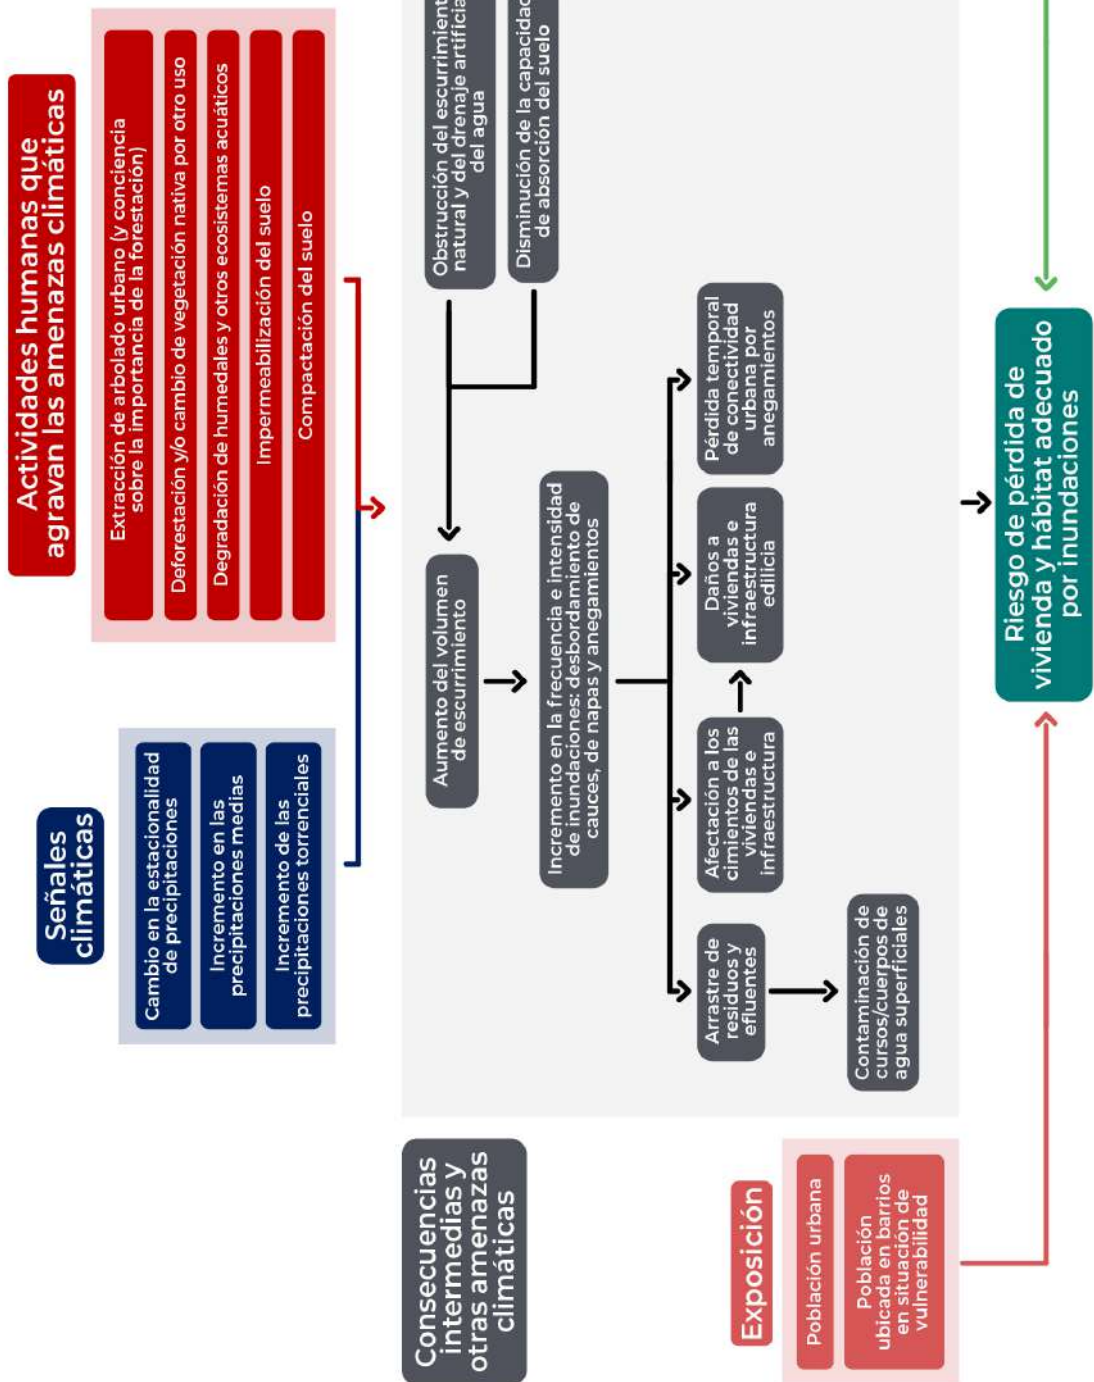 Señales
climáticas
Cambio en la estacionalidad
de precipitaciones
Incremento en las
precipitaciones medias
Incremento de las
precipitaciones torrenciales
Actividades humanas que
agravan las amenazas climáticas
Extracción de arbolado urbano (y conciencia
sobre la importancia de la forestación)
Deforestación y/o cambio de vegetación nativa por otro uso
Degradación de humedales y otros ecosistemas acuáticos
Impermeabilización del suelo
Compactación del suelo
Consecuencias
intermedias y
otras amenazas
climáticas
Aumento del volumen
de escurrimiento
Obstrucción del escurrimient
natural y del drenaje artificia
del agua
Disminución de la capacidad
de absorción del suelo
Incremento en la frecuencia e intensidad
de inundaciones: desbordamiento de
cauces, de napas y anegamientos
Arrastre de
residuos y
efluentes
Afectación a los
cimientos de las
viviendas e
infraestructura
Daños a
viviendas e
infraestructura
edilicia
Pérdida temporal
de conectividad
urbana por
anegamientos
Contaminación de
cursos/cuerpos de
agua superficiales
Exposición
Población urbana
Población
ubicada en barrios
en situación de
vulnerabilidad
Riesgo de pérdida de
vivienda y hábitat adecuado
por inundaciones